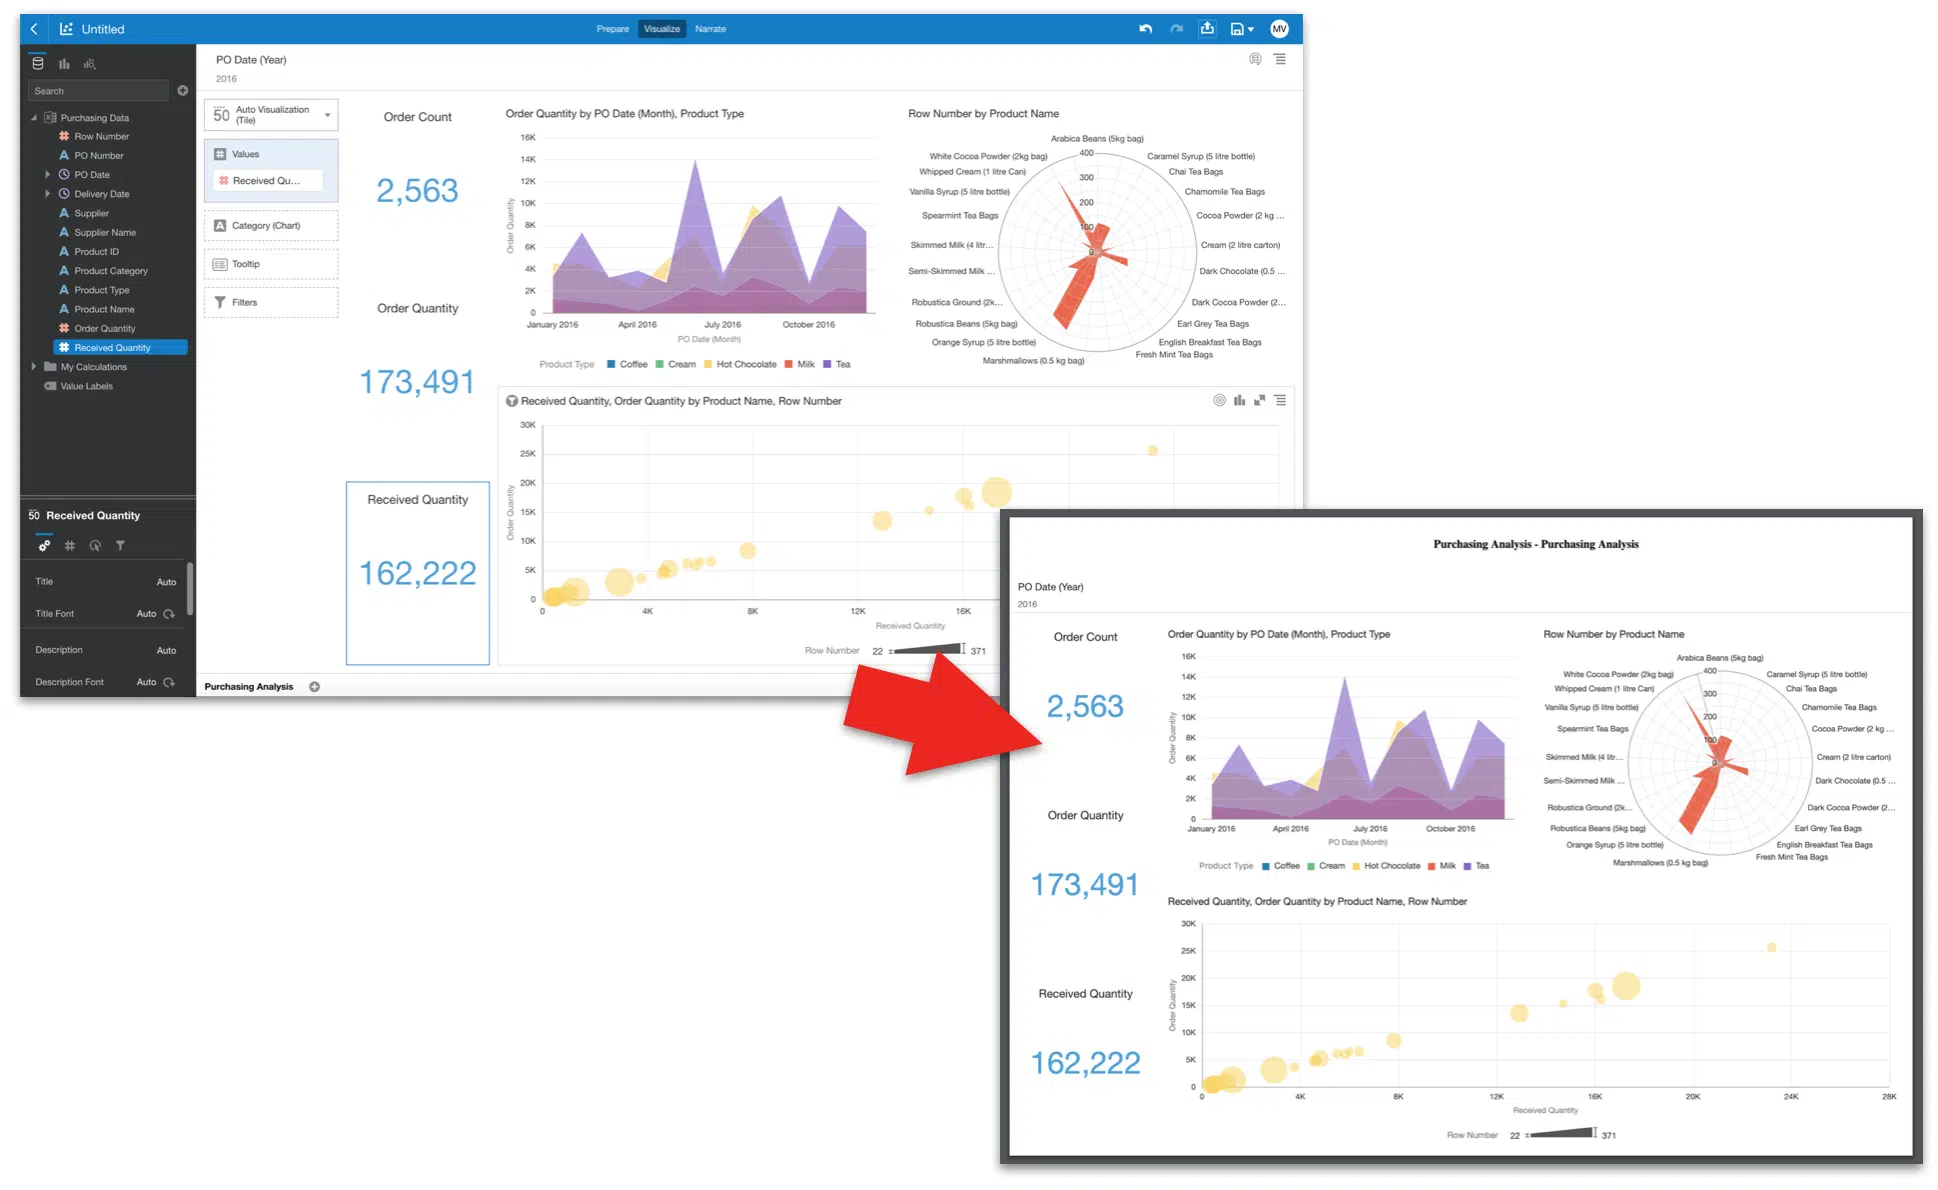 Untitled
Prepare
Visualize
Narrate
MV
Search
Purchasing Data
Row Number
PO Number
PO Date
Delivery Date
Supplier
Supplier Name
Product ID
Product Category
Product Type
Product Name
Order Quantity
Received Quantity
My Calculations
Value Labels
50 Received Quantity
Title Auto
Title Font Auto
Description Auto
Description Font Auto
PO Date (Year)
2016
50 Auto Visualization
(Tile)
Values
Received Qu...
Category (Chart)
Tooltip
Filters
Order Count
2,563
Order Quantity
173,491
Received Quantity
162,222
Order Quantity by PO Date (Month), Product Type
16K
14K
12K
10K
8K
6K
4K
2K
0
Order Quantity
January 2016 April 2016 July 2016 October 2016
PO Date (Month)
Product Type Coffee Cream Hot Chocolate Milk Tea
Row Number by Product Name
Arabica Beans (5kg bag)
Caramel Syrup (5 litre bottle)
Chai Tea Bags
Chamomile Tea Bags
Cocoa Powder (2 kg ...
Cream (2 litre carton)
Dark Chocolate (0.5 ...
Dark Cocoa Powder (2...
Earl Grey Tea Bags
English Breakfast Tea Bags
Fresh Mint Tea Bags
Marshmallows (0.5 kg bag)
Orange Syrup (5 litre bottle)
Robustica Beans (5kg bag)
Robustica Ground (2k...
Semi-Skimmed Milk ...
Skimmed Milk (4 litr...
Spearmint Tea Bags
Vanilla Syrup (5 litre bottle)
Whipped Cream (1 litre Can)
White Cocoa Powder (2kg bag)
400
300
200
100
0
Received Quantity, Order Quantity by Product Name, Row Number
30K
25K
20K
15K
10K
5K
0
Order Quantity
0 4K 8K 12K 16K
Received Quantity
Row Number 22 371
Purchasing Analysis
Purchasing Analysis - Purchasing Analysis
PO Date (Year)
2016
Order Count
2,563
Order Quantity
173,491
Received Quantity
162,222
Order Quantity by PO Date (Month), Product Type
16K
14K
12K
10K
8K
6K
4K
2K
0
Order Quantity
January 2016 April 2016 July 2016 October 2016
PO Date (Month)
Product Type Coffee Cream Hot Chocolate Milk Tea
Row Number by Product Name
Arabica Beans (5kg bag)
Caramel Syrup (5 litre bottle)
Chai Tea Bags
Chamomile Tea Bags
Cocoa Powder (2 kg ...
Cream (2 litre carton)
Dark Chocolate (0.5 ...
Dark Cocoa Powder (2...
Earl Grey Tea Bags
English Breakfast Tea Bags
Fresh Mint Tea Bags
Marshmallows (0.5 kg bag)
Orange Syrup (5 litre bottle)
Robustica Beans (5kg bag)
Robustica Ground (2k...
Semi-Skimmed Milk ...
Skimmed Milk (4 litr...
Spearmint Tea Bags
Vanilla Syrup (5 litre bottle)
Whipped Cream (1 litre Can)
White Cocoa Powder (2kg bag)
400
300
200
100
0
Received Quantity, Order Quantity by Product Name, Row Number
30K
25K
20K
15K
10K
5K
0
Order Quantity
0 4K 8K 12K 16K 20K 24K 28K
Received Quantity
Row Number 22 371